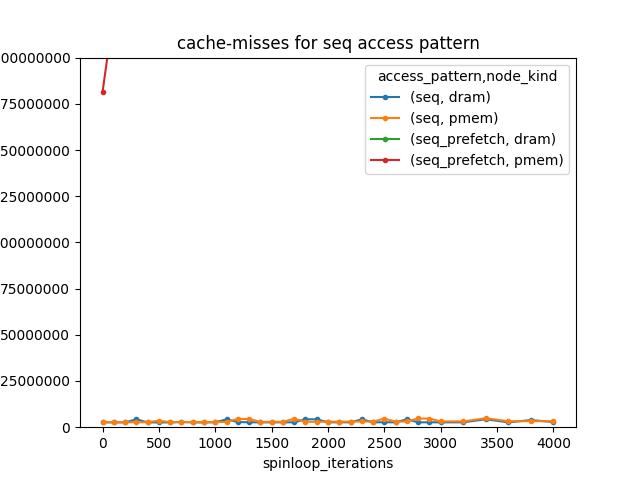 cache-misses for seq access pattern
00000000
75000000
50000000
25000000
00000000
75000000
50000000
25000000
0
access_pattern,node_kind
(seq, dram)
(seq, pmem)
(seq_prefetch, dram)
(seq_prefetch, pmem)
0 500 1000 1500 2000 2500 3000 3500 4000
spinloop_iterations